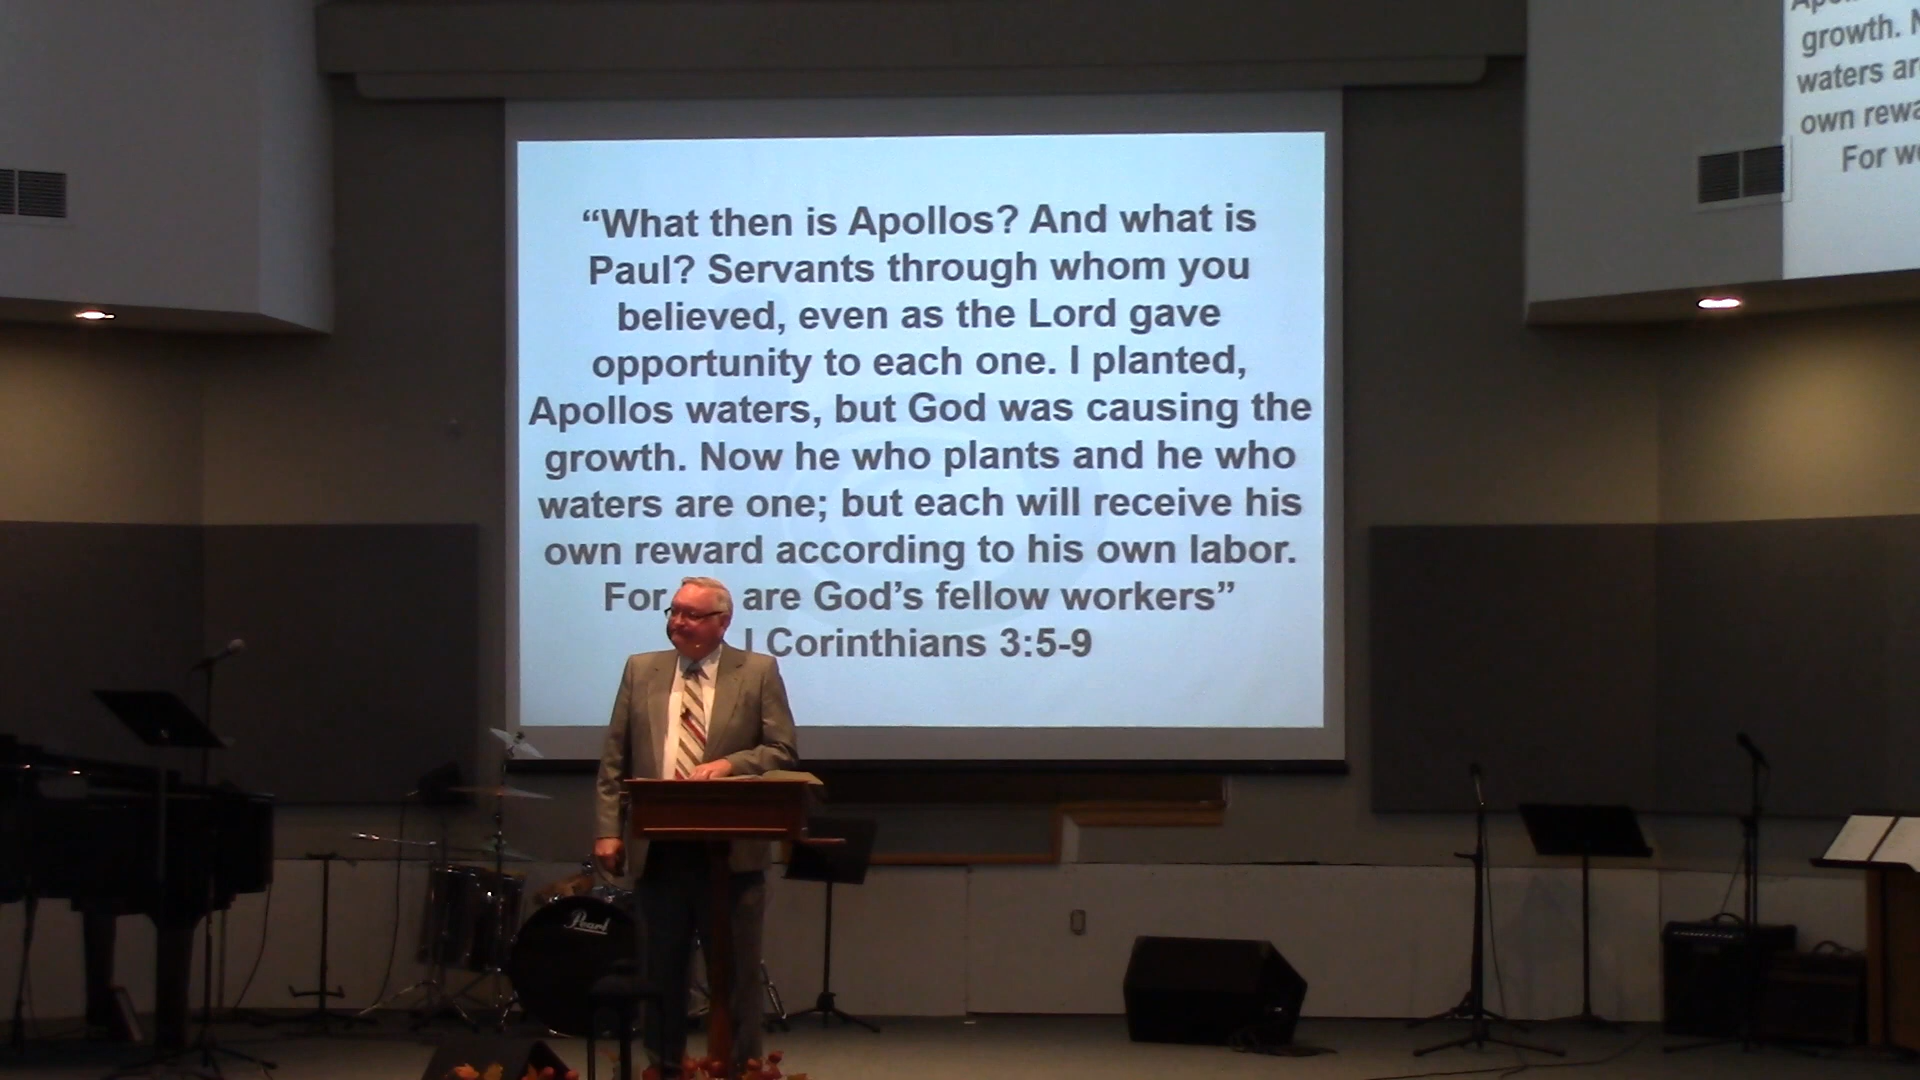 “What then is Apollos? And what is
Paul? Servants through whom you
believed, even as the Lord gave
opportunity to each one. I planted,
Apollos waters, but God was causing the
growth. Now he who plants and he who
waters are one; but each will receive his
own reward according to his own labor.
For are God’s fellow workers”
I Corinthians 3:5-9
growth.
waters
own
For
Pearl